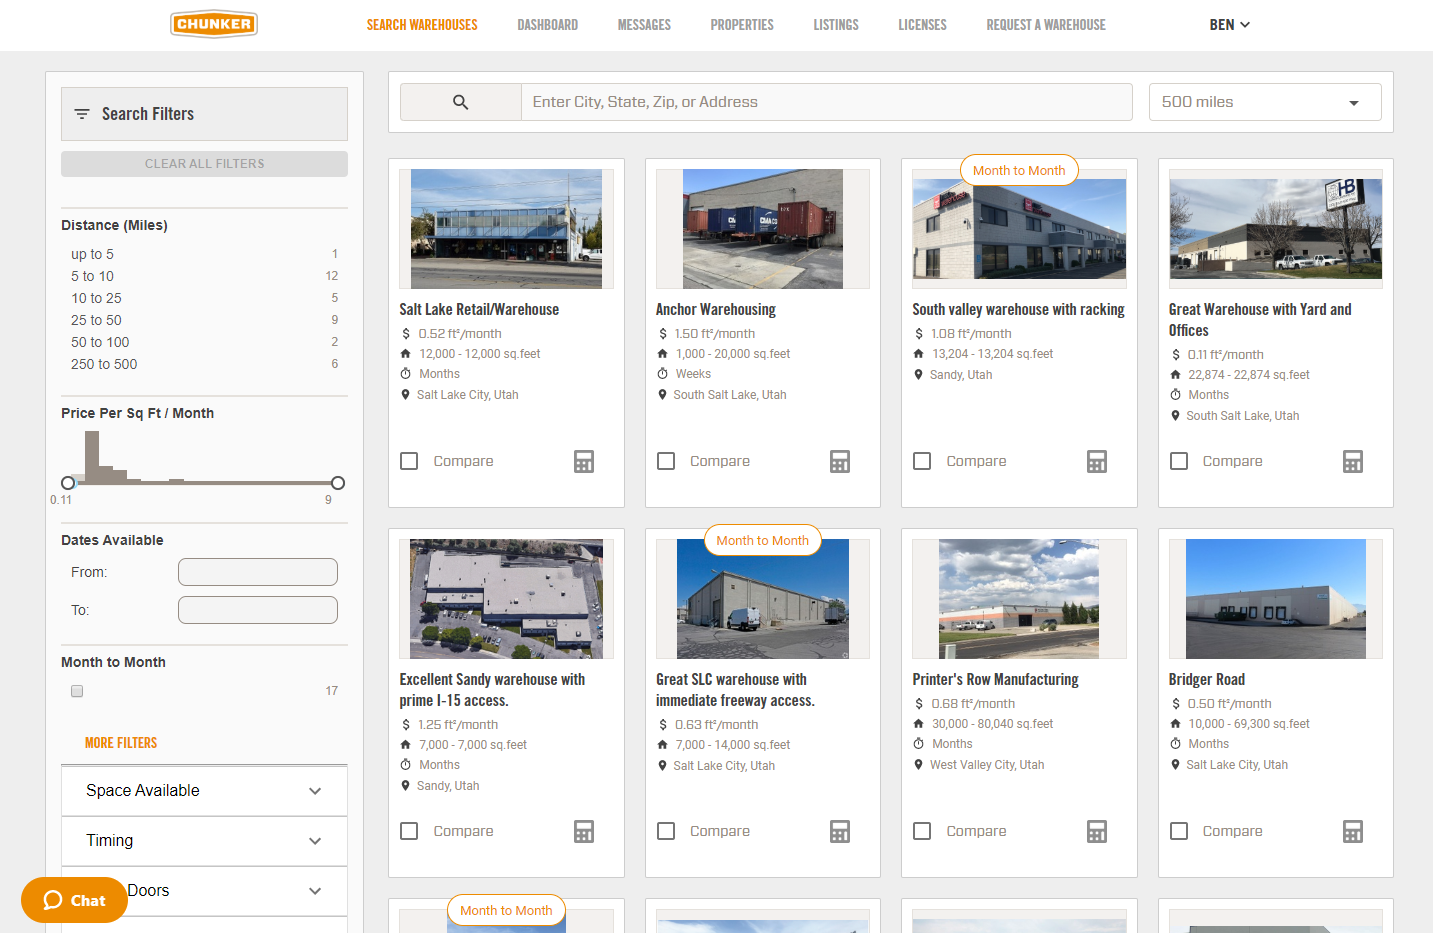 CHUNKER
SEARCH WAREHOUSES
DASHBOARD
MESSAGES
PROPERTIES
LISTINGS
LICENSES
REQUEST A WAREHOUSE
BEN
Search Filters
CLEAR ALL FILTERS
Distance (Miles)
up to 5 1
5 to 10 12
10 to 25 5
25 to 50 9
50 to 100 2
250 to 500 6
Price Per Sq Ft / Month
0.11 9
Dates Available
From:
To:
Month to Month
17
MORE FILTERS
Space Available
Timing
Doors
Chat
Enter City, State, Zip, or Address
500 miles
Salt Lake Retail/Warehouse
$ 0.52 ft²/month
12,000 - 12,000 sq.feet
Months
Salt Lake City, Utah
Compare
Anchor Warehousing
$ 1.50 ft²/month
1,000 - 20,000 sq.feet
Weeks
South Salt Lake, Utah
Compare
Month to Month
South valley warehouse with racking
$ 1.08 ft²/month
13,204 - 13,204 sq.feet
Sandy, Utah
Compare
HB
Great Warehouse with Yard and
Offices
$ 0.11 ft²/month
22,874 - 22,874 sq.feet
Months
South Salt Lake, Utah
Compare
Excellent Sandy warehouse with
prime I-15 access.
$ 1.25 ft²/month
7,000 - 7,000 sq.feet
Months
Sandy, Utah
Compare
Month to Month
Great SLC warehouse with
immediate freeway access.
$ 0.63 ft²/month
7,000 - 14,000 sq.feet
Salt Lake City, Utah
Compare
Printer's Row Manufacturing
$ 0.68 ft²/month
30,000 - 80,040 sq.feet
Months
West Valley City, Utah
Compare
Bridger Road
$ 0.50 ft²/month
10,000 - 69,300 sq.feet
Months
Salt Lake City, Utah
Compare
Month to Month